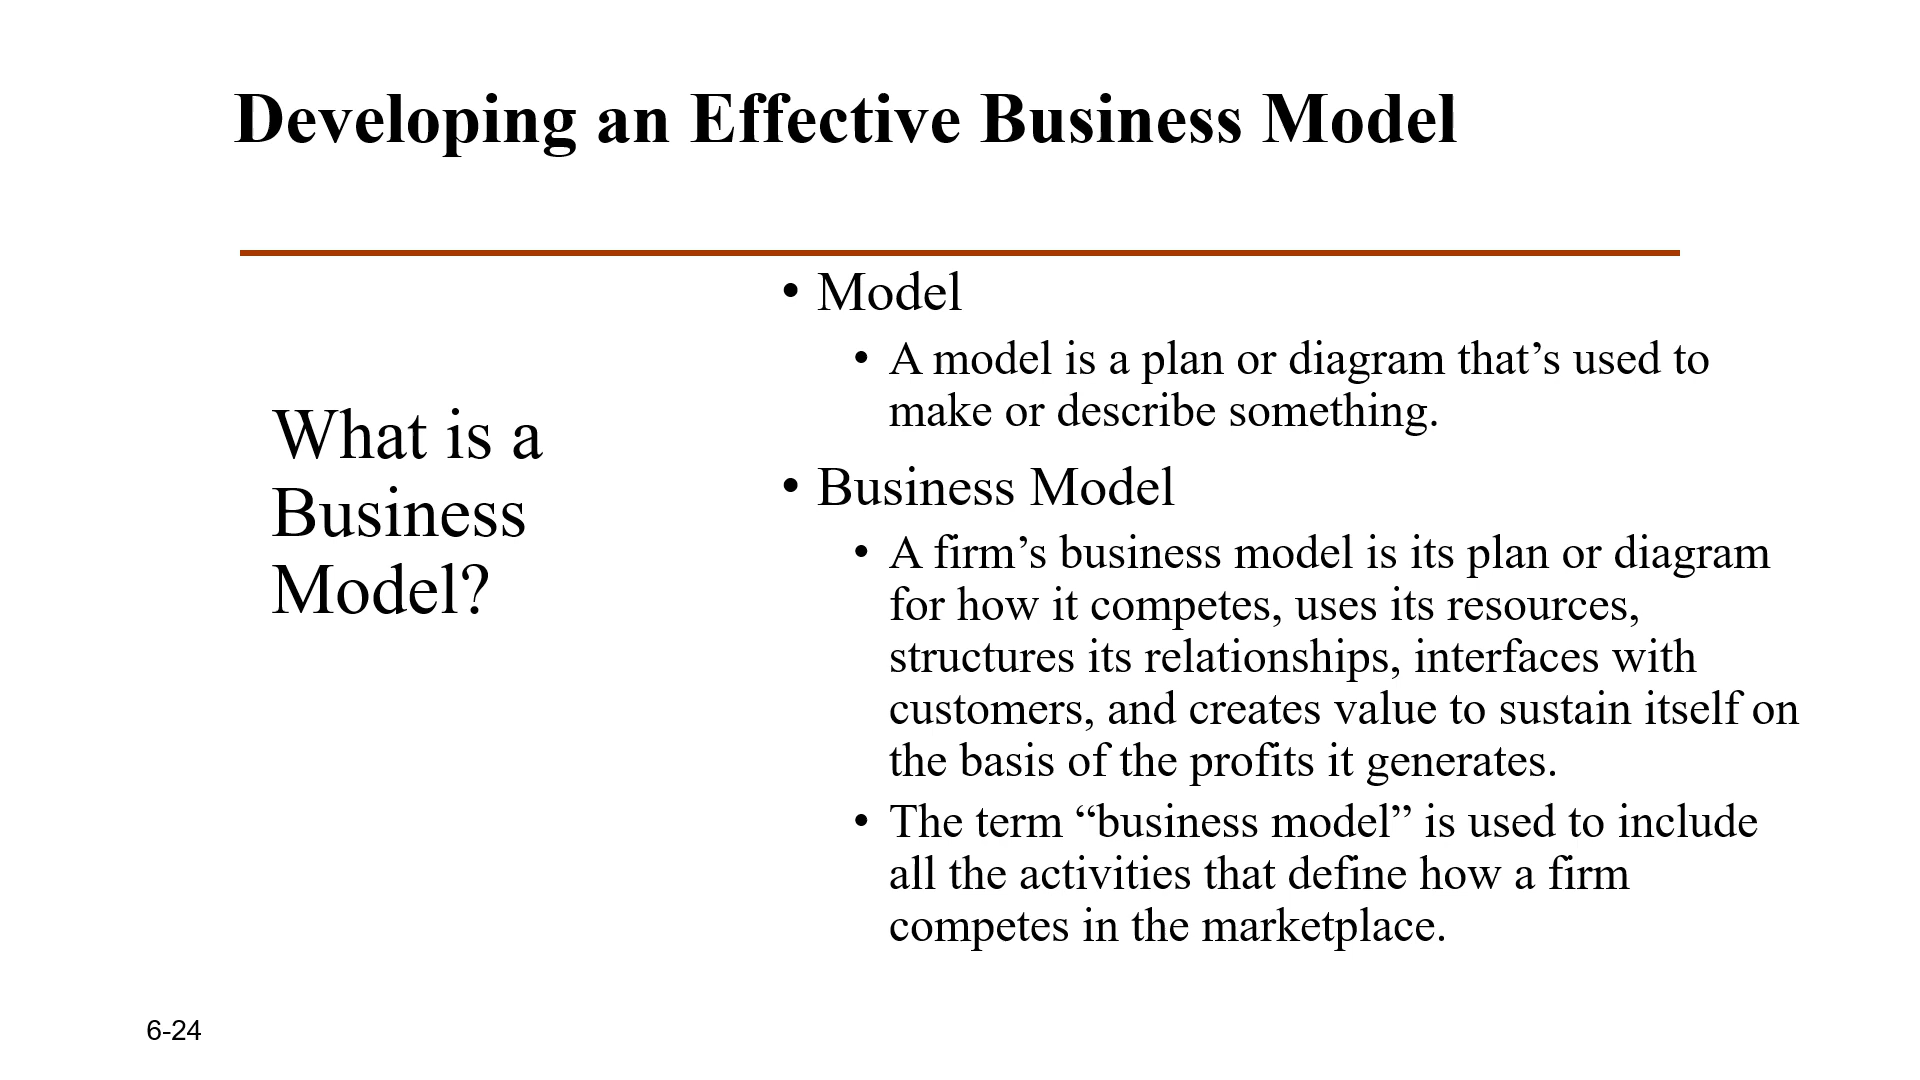 Developing an Effective Business Model
What is a
Business
Model?
• Model
• A model is a plan or diagram that’s used to
make or describe something.
• Business Model
• A firm’s business model is its plan or diagram
for how it competes, uses its resources,
structures its relationships, interfaces with
customers, and creates value to sustain itself on
the basis of the profits it generates.
• The term “business model” is used to include
all the activities that define how a firm
competes in the marketplace.
6-24